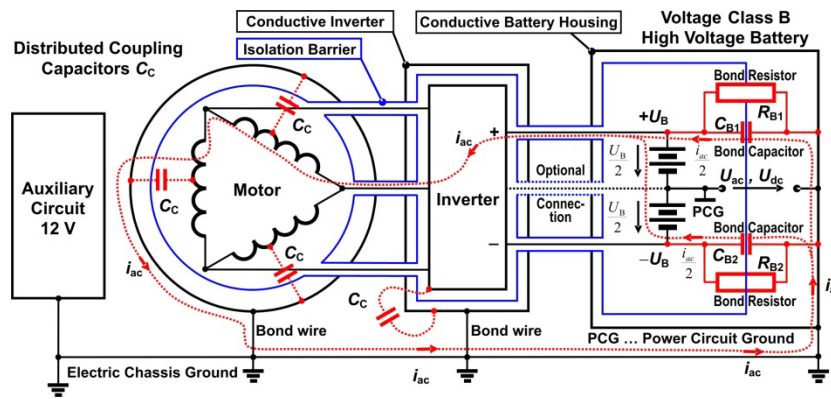 Conductive Inverter
Conductive Battery Housing
Voltage Class B
High Voltage Battery
Distributed Coupling
Capacitors CC
Isolation Barrier
Bond Resistor
RB1
+UB
CB1
Bond Capacitor
CC
iac
+
UB
2
iac
2
Optional
Uac , Udc
Auxiliary
Circuit
12 V
Motor
Inverter
CC
Connec-
tion
PCG
UB
2
Bond Capacitor
CC
−
−UB
iac
2
CB2
RB2
Bond Resistor
iac
CC
Bond wire
Bond wire
PCG ... Power Circuit Ground
Electric Chassis Ground
iac
iac